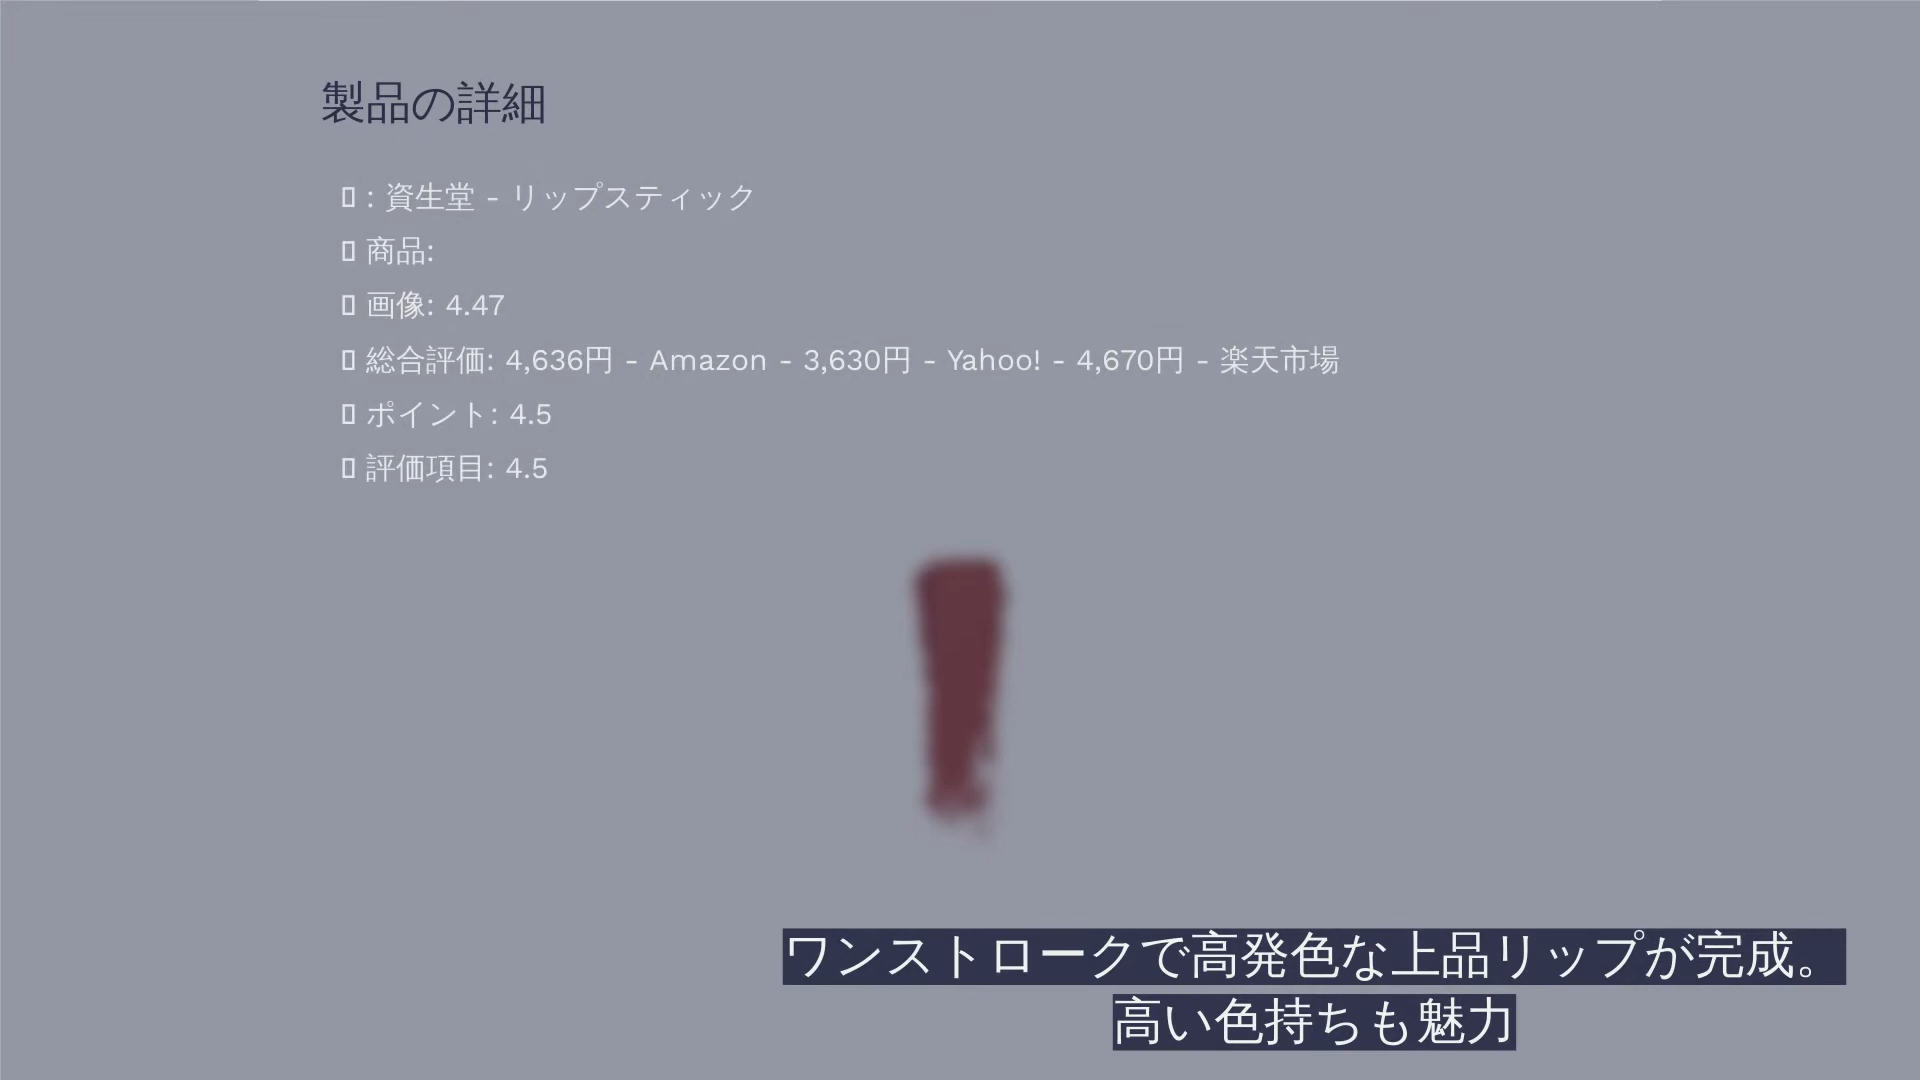 製品の詳細
: 資生堂 - リップスティック
商品:
画像: 4.47
総合評価: 4,636円 - Amazon - 3,630円 - Yahoo! - 4,670円 - 楽天市場
ポイント: 4.5
評価項目: 4.5
ワンストロークで高発色な上品リップが完成。
高い色持ちも魅力